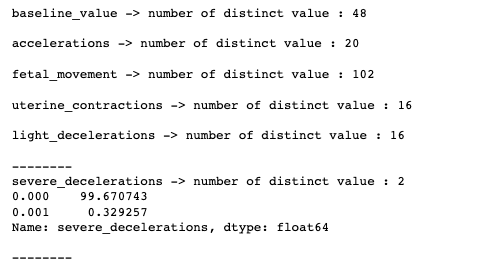 baseline_value -> number of distinct value : 48
accelerations -> number of distinct value : 20
fetal_movement -> number of distinct value : 102
uterine_contractions -> number of distinct value : 16
light_decelerations -> number of distinct value : 16
--------
severe_decelerations -> number of distinct value : 2
0.000    99.670743
0.001     0.329257
Name: severe_decelerations, dtype: float64
--------